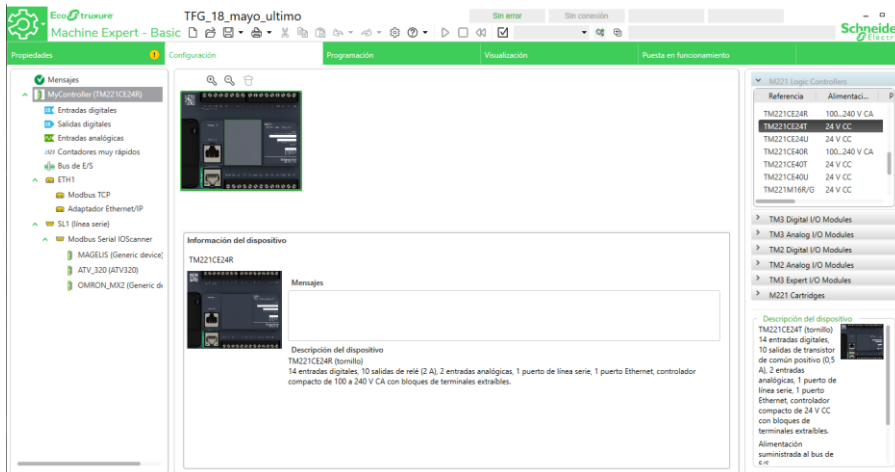 EcoStruxure
Machine Expert - Basic
TFG_18_mayo_ultimo
Sin error
Sin conexión
Schneide
Electric
Propiedades
Configuración
Programación
Visualización
Puesta en funcionamiento
Mensajes
MyController (TM221CE24R)
Entradas digitales
Salidas digitales
Entradas analógicas
Contadores muy rápidos
Bus de E/S
ETH1
Modbus TCP
Adaptador Ethernet/IP
SL1 (línea serie)
Modbus Serial IOScanner
MAGELIS (Generic device)
ATV_320 (ATV320)
OMRON_MX2 (Generic de
Información del dispositivo
TM221CE24R
Mensajes
Descripción del dispositivo
TM221CE24R (tornillo)
14 entradas digitales, 10 salidas de relé (2 A), 2 entradas analógicas, 1 puerto de línea serie, 1 puerto Ethernet, controlador
compacto de 100 a 240 V CA con bloques de terminales extraíbles.
M221 Logic Controllers
Referencia Alimentaci... P
TM221CE24R 100...240 V CA
TM221CE24T 24 V CC
TM221CE24U 24 V CC
TM221CE40R 100...240 V CA
TM221CE40T 24 V CC
TM221CE40U 24 V CC
TM221M16R/G 24 V CC
TM3 Digital I/O Modules
TM3 Analog I/O Modules
TM2 Digital I/O Modules
TM2 Analog I/O Modules
TM3 Expert I/O Modules
M221 Cartridges
Descripción del dispositivo
TM221CE24T (tornillo)
14 entradas digitales,
10 salidas de transistor
de común positivo (0,5
A), 2 entradas
analógicas, 1 puerto de
línea serie, 1 puerto
Ethernet, controlador
compacto de 24 V CC
con bloques de
terminales extraíbles.
Alimentación
suministrada al bus de
E/S